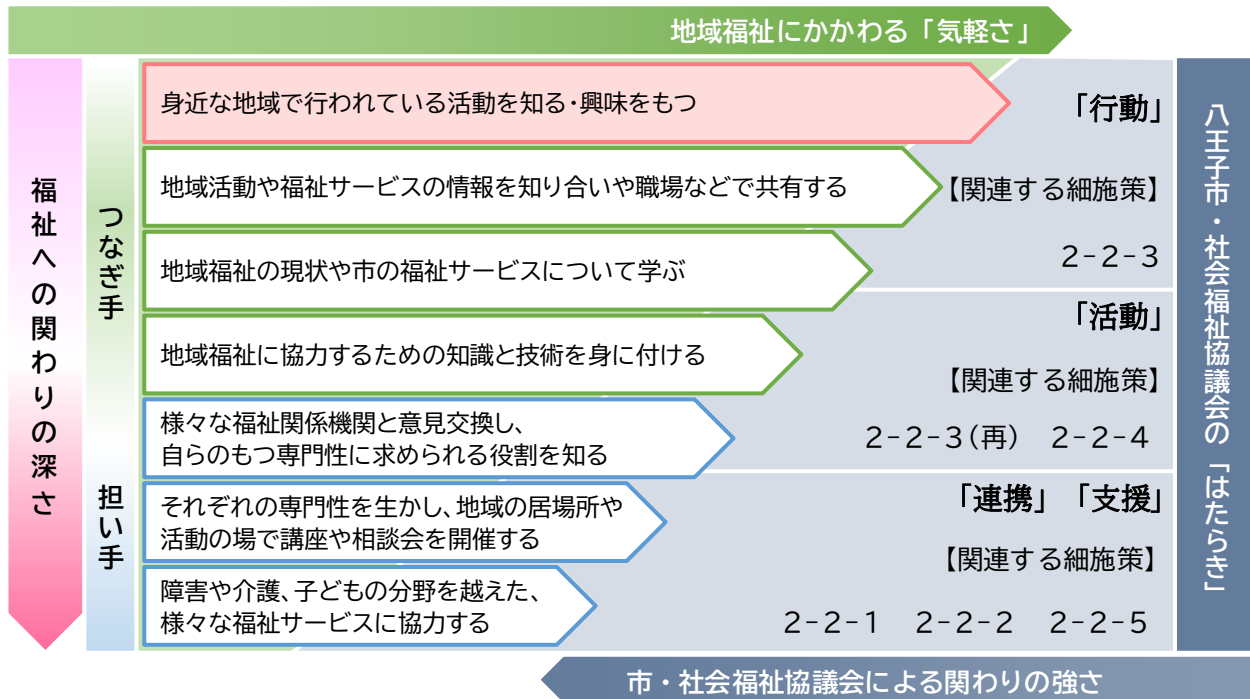 地域福祉にかかわる「気軽さ」
福祉への関わりの深さ
つなぎ手
担い手
身近な地域で行われている活動を知る・興味をもつ
地域活動や福祉サービスの情報を知り合いや職場などで共有する
地域福祉の現状や市の福祉サービスについて学ぶ
地域福祉に協力するための知識と技術を身に付ける
様々な福祉関係機関と意見交換し、
自らのもつ専門性に求められる役割を知る
それぞれの専門性を生かし、地域の居場所や
活動の場で講座や相談会を開催する
障害や介護、子どもの分野を越えた、
様々な福祉サービスに協力する
「行動」
【関連する細施策】
2-2-3
「活動」
【関連する細施策】
2-2-3(再) 2-2-4
「連携」「支援」
【関連する細施策】
2-2-1 2-2-2 2-2-5
八王子市・社会福祉協議会の「はたらき」
市・社会福祉協議会による関わりの強さ